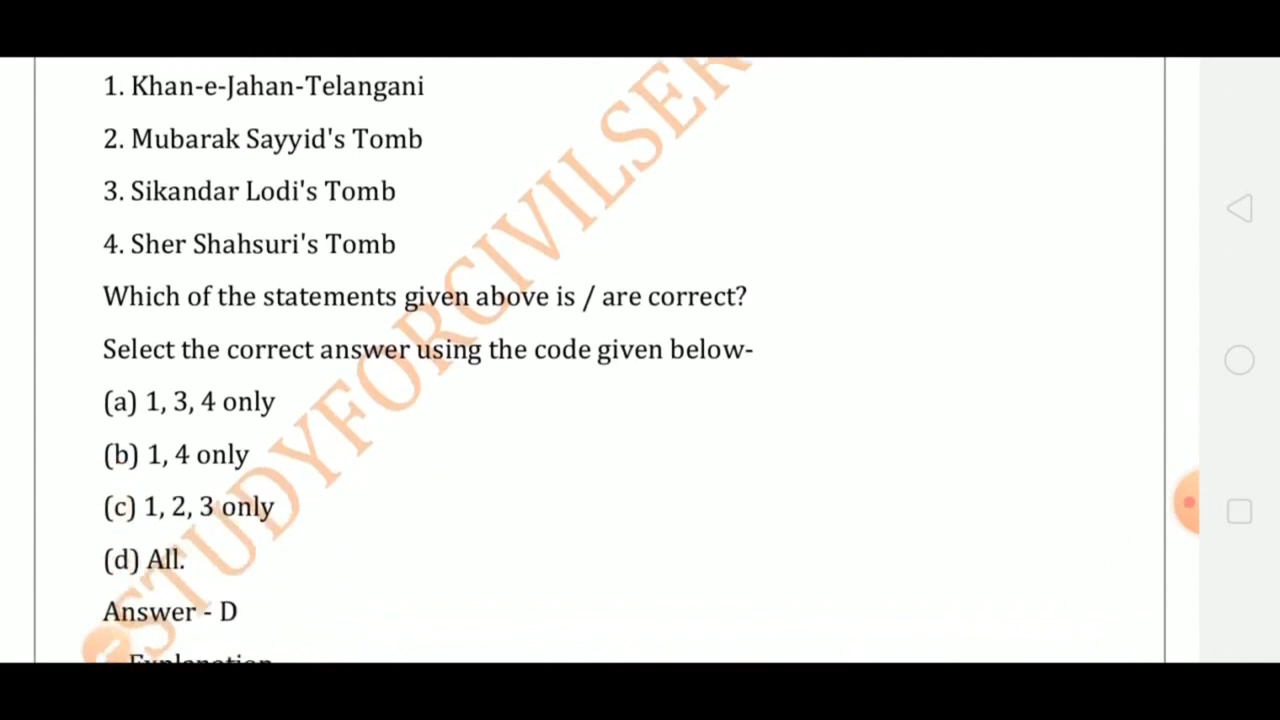 1. Khan-e-Jahan-Telangani
2. Mubarak Sayyid's Tomb
3. Sikandar Lodi's Tomb
4. Sher Shahsuri's Tomb
Which of the statements given above is / are correct?
Select the correct answer using the code given below-
(a) 1, 3, 4 only
(b) 1, 4 only
(c) 1, 2, 3 only
(d) All.
Answer - D
Explanation
STUDYFORCIVILSER